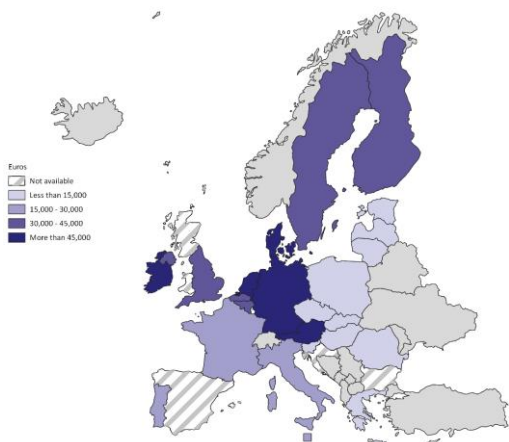 Euros
Not available
Less than 15,000
15,000 - 30,000
30,000 - 45,000
More than 45,000